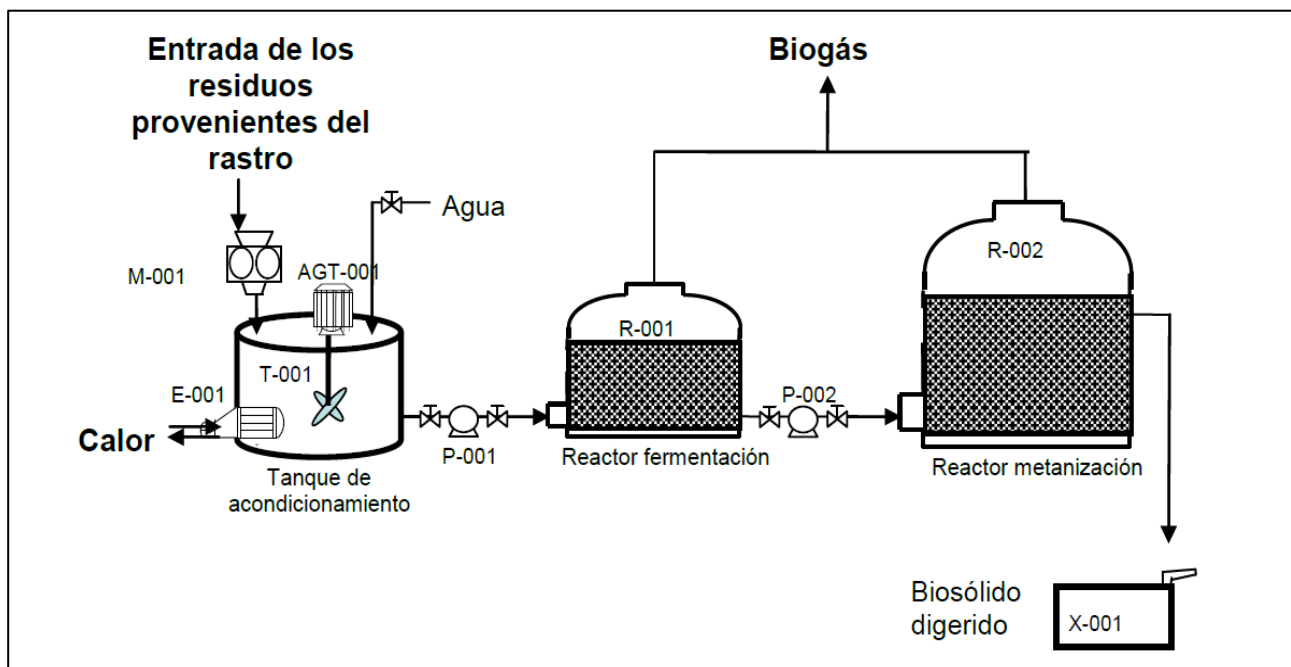 Entrada de los
residuos
provenientes del
rastro
Biogás
Agua
M-001
AGT-001
R-002
R-001
T-001
E-001
P-002
Calor
P-001
Reactor fermentación
Reactor metanización
Tanque de
acondicionamiento
Biosólido
digerido
X-001